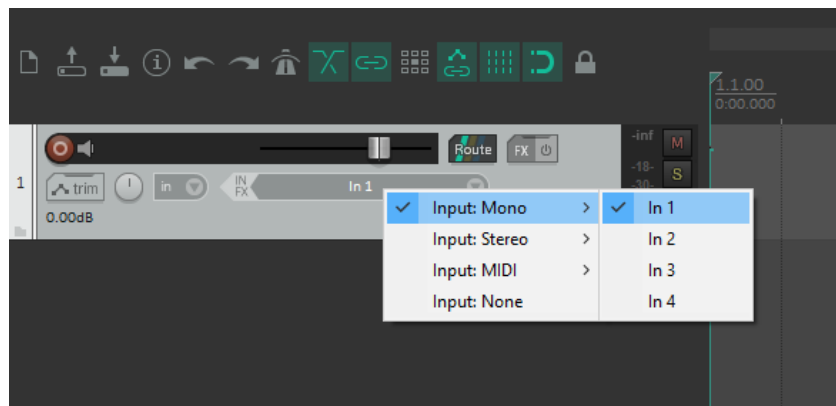 1.1.00
0:00.000
Route FX
-inf M
-18- S
-30-
1 trim in IN FX In 1
0.00dB
Input: Mono
Input: Stereo
Input: MIDI
Input: None
In 1
In 2
In 3
In 4